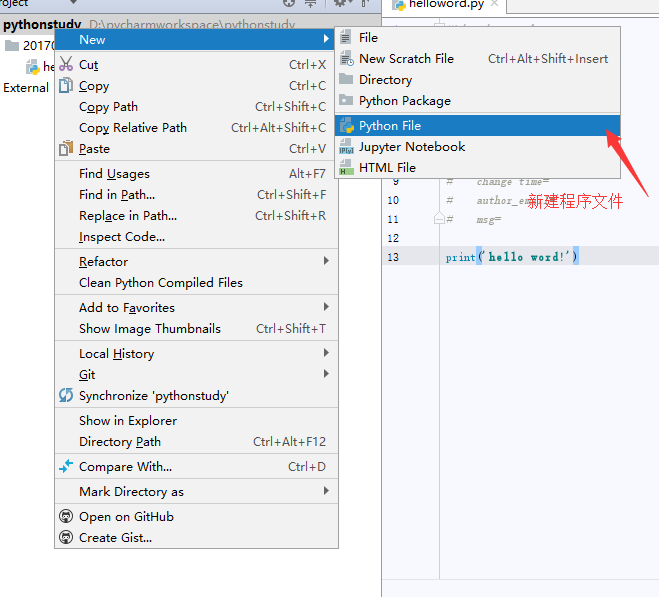 roject
pythonstudy D:\pycharmworkspace\pythonstudy
helloword.py
External
New
Cut Ctrl+X
Copy Ctrl+C
Copy Path Ctrl+Shift+C
Copy Relative Path Ctrl+Alt+Shift+C
Paste Ctrl+V
Find Usages Alt+F7
Find in Path... Ctrl+Shift+F
Replace in Path... Ctrl+Shift+R
Inspect Code...
Refactor
Clean Python Compiled Files
Add to Favorites
Show Image Thumbnails Ctrl+Shift+T
Local History
Git
Synchronize 'pythonstudy'
Show in Explorer
Directory Path Ctrl+Alt+F12
Compare With... Ctrl+D
Mark Directory as
Open on GitHub
Create Gist...
File
New Scratch File Ctrl+Alt+Shift+Insert
Directory
Python Package
Python File
Jupyter Notebook
HTML File
9 # change time=
10 # author_em
新建程序文件
11 # msg=
12
13 print('hello word!')